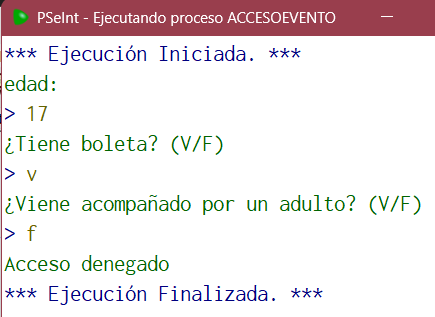 PSeInt - Ejecutando proceso ACCESOEVENTO
*** Ejecución Iniciada. ***
edad:
> 17
¿Tiene boleta? (V/F)
> v
¿Viene acompañado por un adulto? (V/F)
> f
Acceso denegado
*** Ejecución Finalizada. ***